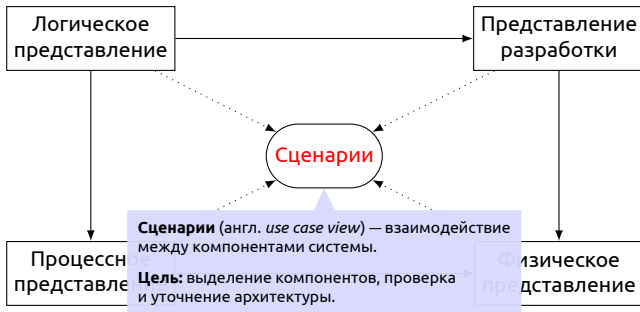 Логическое
представление
Представление
разработки
Сценарии
Сценарии (англ. use case view) — взаимодействие
между компонентами системы.
Цель: выделение компонентов, проверка
и уточнение архитектуры.
Процессное
представление
Физическое
представление